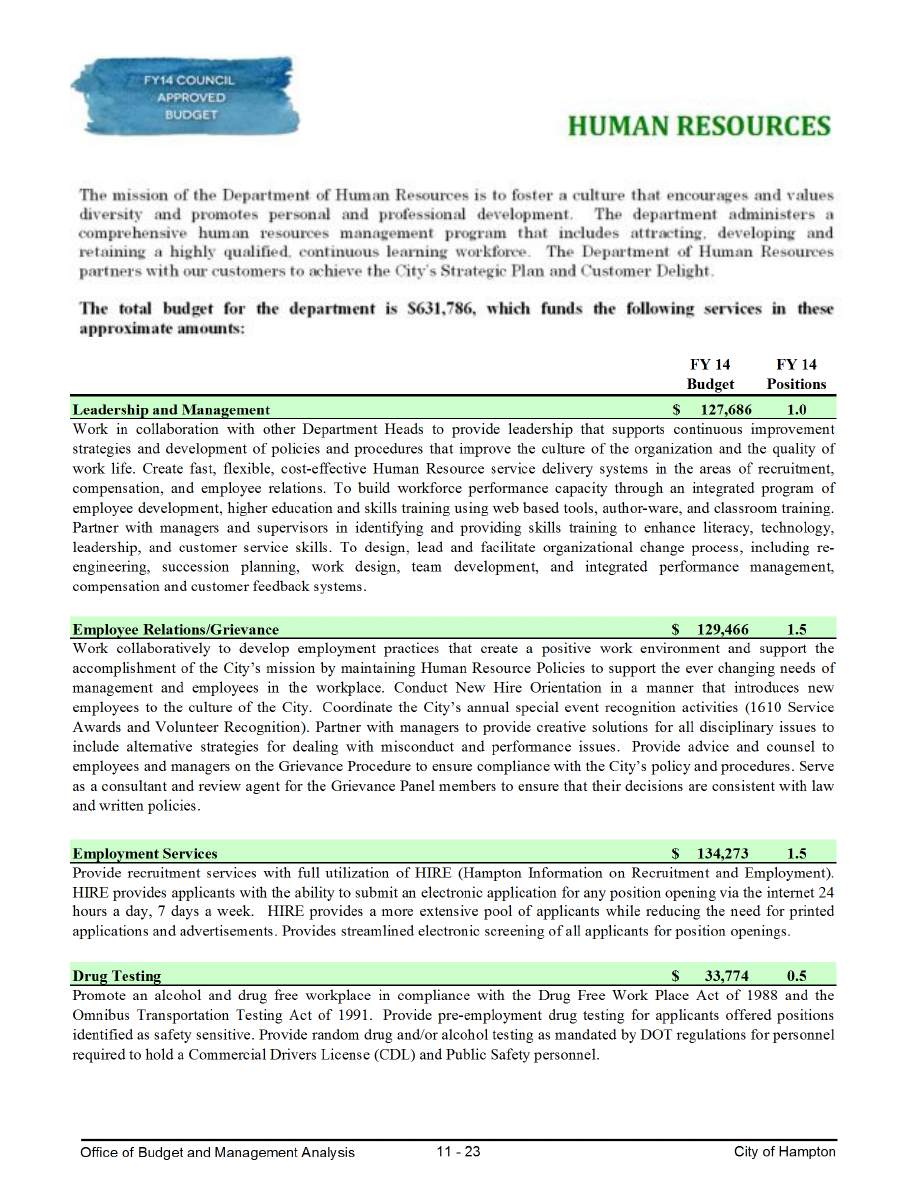 FY14 COUNCIL
APPROVED
BUDGET
HUMAN RESOURCES
The mission of the Department of Human Resources is to foster a culture that encourages and values
diversity and promotes personal and professional development. The department administers a
comprehensive human resources management program that includes attracting, developing and
retaining a highly qualified, continuous learning workforce. The Department of Human Resources
partners with our customers to achieve the City's Strategic Plan and Customer Delight.
The total budget for the department is $631,786, which funds the following services in these
approximate amounts:
FY 14 FY 14
Budget Positions
Leadership and Management $ 127,686 1.0
Work in collaboration with other Department Heads to provide leadership that supports continuous improvement
strategies and development of policies and procedures that improve the culture of the organization and the quality of
work life. Create fast, flexible, cost-effective Human Resource service delivery systems in the areas of recruitment,
compensation, and employee relations. To build workforce performance capacity through an integrated program of
employee development, higher education and skills training using web based tools, author-ware, and classroom training.
Partner with managers and supervisors in identifying and providing skills training to enhance literacy, technology,
leadership, and customer service skills. To design, lead and facilitate organizational change process, including re-
engineering, succession planning, work design, team development, and integrated performance management,
compensation and customer feedback systems.
Employee Relations/Grievance $ 129,466 1.5
Work collaboratively to develop employment practices that create a positive work environment and support the
accomplishment of the City's mission by maintaining Human Resource Policies to support the ever changing needs of
management and employees in the workplace. Conduct New Hire Orientation in a manner that introduces new
employees to the culture of the City. Coordinate the City's annual special event recognition activities (1610 Service
Awards and Volunteer Recognition). Partner with managers to provide creative solutions for all disciplinary issues to
include alternative strategies for dealing with misconduct and performance issues. Provide advice and counsel to
employees and managers on the Grievance Procedure to ensure compliance with the City's policy and procedures. Serve
as a consultant and review agent for the Grievance Panel members to ensure that their decisions are consistent with law
and written policies.
Employment Services $ 134,273 1.5
Provide recruitment services with full utilization of HIRE (Hampton Information on Recruitment and Employment).
HIRE provides applicants with the ability to submit an electronic application for any position opening via the internet 24
hours a day, 7 days a week. HIRE provides a more extensive pool of applicants while reducing the need for printed
applications and advertisements. Provides streamlined electronic screening of all applicants for position openings.
Drug Testing $ 33,774 0.5
Promote an alcohol and drug free workplace in compliance with the Drug Free Work Place Act of 1988 and the
Omnibus Transportation Testing Act of 1991. Provide pre-employment drug testing for applicants offered positions
identified as safety sensitive. Provide random drug and/or alcohol testing as mandated by DOT regulations for personnel
required to hold a Commercial Drivers License (CDL) and Public Safety personnel.
Office of Budget and Management Analysis 11 - 23 City of Hampton